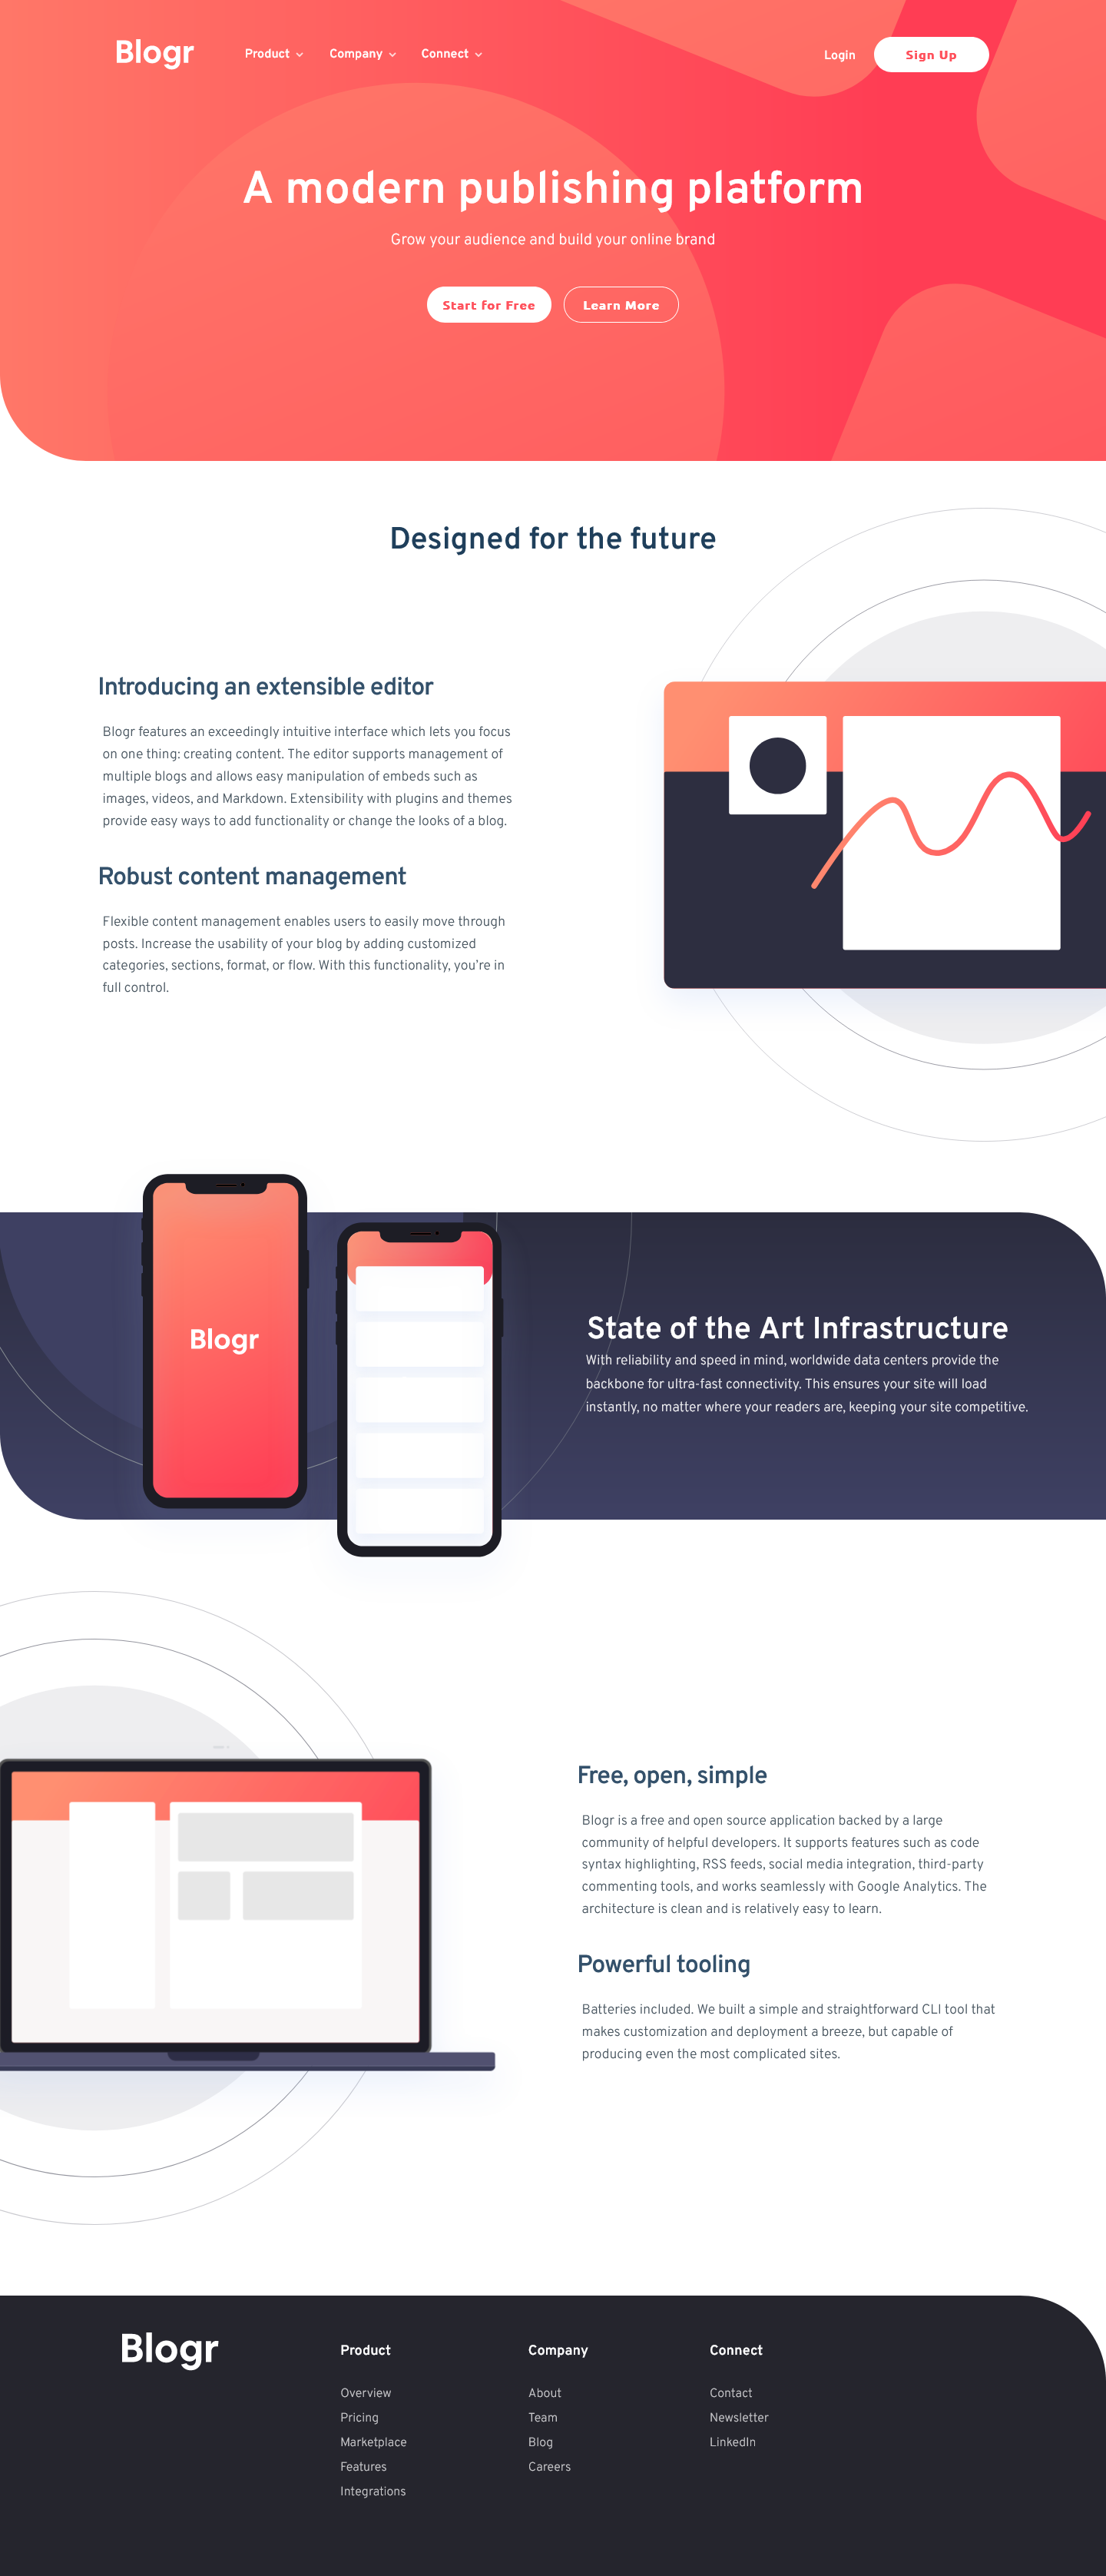 Blogr
Product
Company
Connect
Login
Sign Up
A modern publishing platform
Grow your audience and build your online brand
Start for Free
Learn More
Designed for the future
Introducing an extensible editor
Blogr features an exceedingly intuitive interface which lets you focus
on one thing: creating content. The editor supports management of
multiple blogs and allows easy manipulation of embeds such as
images, videos, and Markdown. Extensibility with plugins and themes
provide easy ways to add functionality or change the looks of a blog.
Robust content management
Flexible content management enables users to easily move through
posts. Increase the usability of your blog by adding customized
categories, sections, format, or flow. With this functionality, you're in
full control.
Blogr
State of the Art Infrastructure
With reliability and speed in mind, worldwide data centers provide the
backbone for ultra-fast connectivity. This ensures your site will load
instantly, no matter where your readers are, keeping your site competitive.
Free, open, simple
Blogr is a free and open source application backed by a large
community of helpful developers. It supports features such as code
syntax highlighting, RSS feeds, social media integration, third-party
commenting tools, and works seamlessly with Google Analytics. The
architecture is clean and is relatively easy to learn.
Powerful tooling
Batteries included. We built a simple and straightforward CLI tool that
makes customization and deployment a breeze, but capable of
producing even the most complicated sites.
Blogr
Product
Overview
Pricing
Marketplace
Features
Integrations
Company
About
Team
Blog
Careers
Connect
Contact
Newsletter
LinkedIn